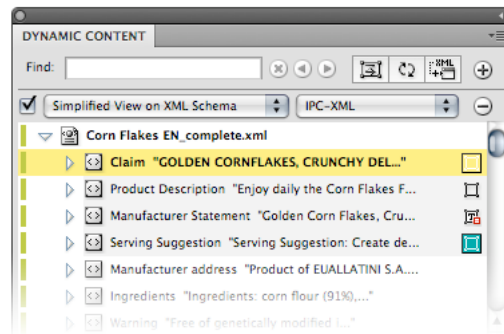 DYNAMIC CONTENT
Find:
XML
Simplified View on XML Schema IPC-XML
Corn Flakes EN_complete.xml
Claim "GOLDEN CORNFLAKES, CRUNCHY DEL..."
Product Description "Enjoy daily the Corn Flakes F...
Manufacturer Statement "Golden Corn Flakes, Cru...
Serving Suggestion "Serving Suggestion: Create de...
Manufacturer address "Product of EUALLATINI S.A....
Ingredients "Ingredients: corn flour (91%),..."
Warning "Free of genetically modified i..."